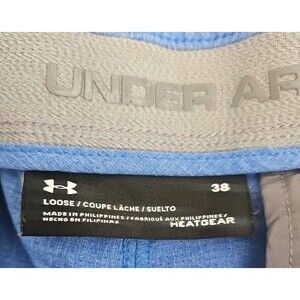 UNDER AR
38
LOOSE / COUPE LÂCHE / SUELTO
MADE IN PHILIPPINES / FABRIQUÉ AUX PHILIPPINES /
HECHO EN FILIPINAS
HEATGEAR